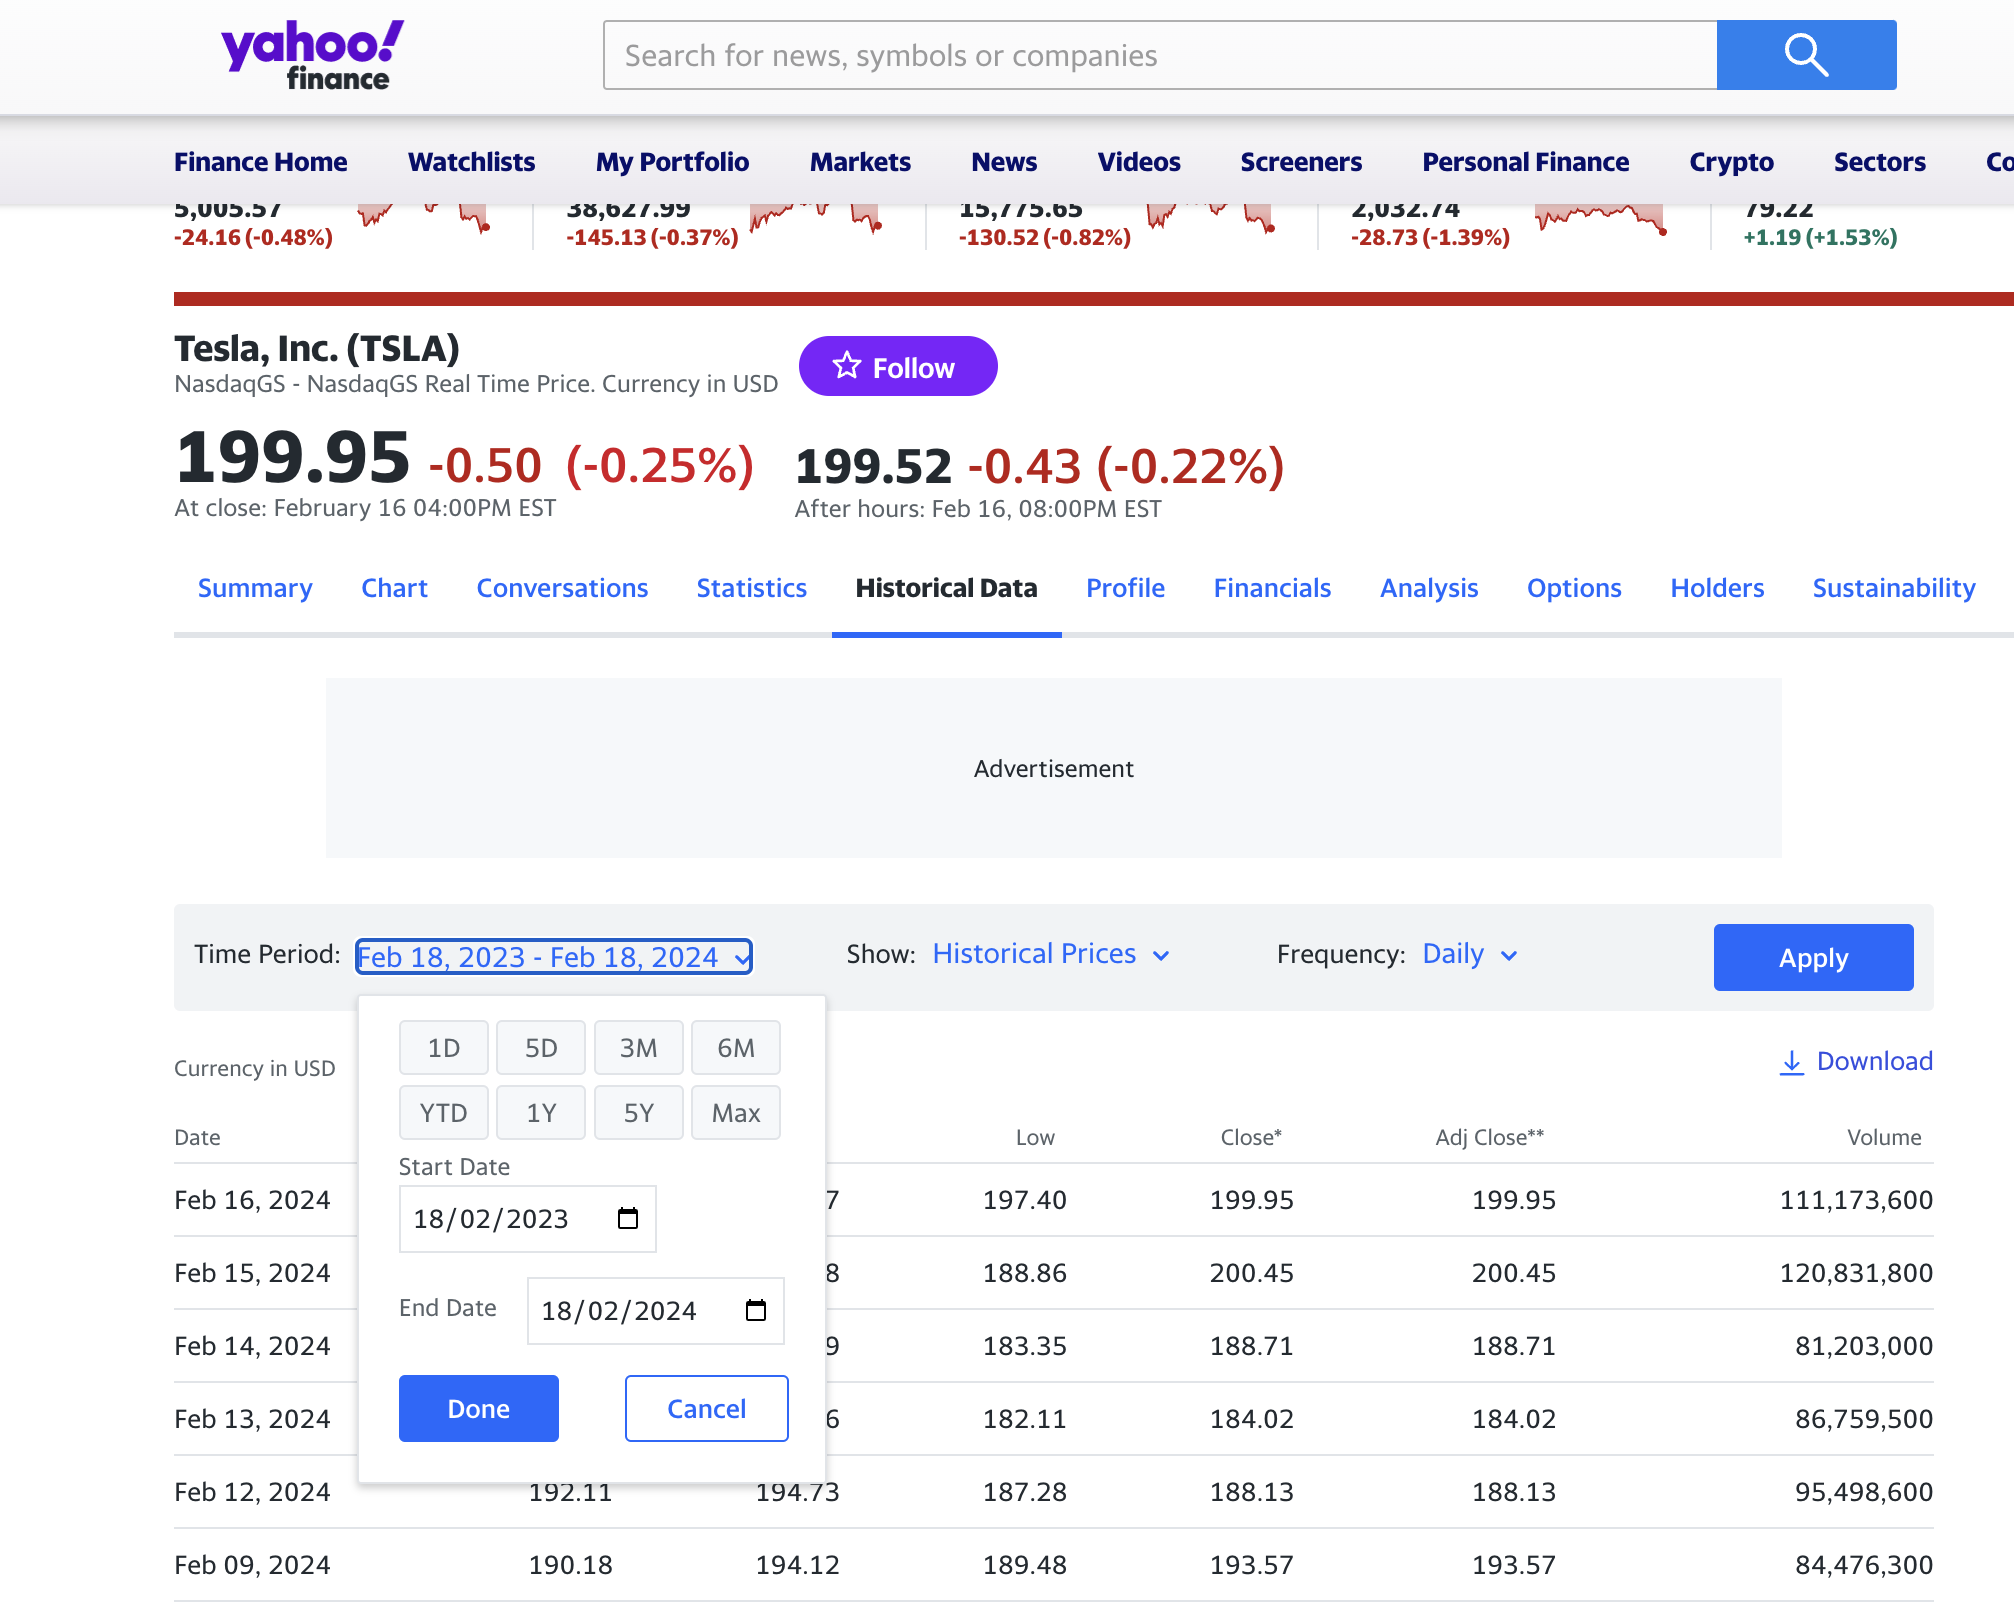 yahoo!
finance
Search for news, symbols or companies
Finance Home Watchlists My Portfolio Markets News Videos Screeners Personal Finance Crypto Sectors Co
5,005.57 38,627.99 15,775.65 2,032.74 79.22
-24.16 (-0.48%) -145.13 (-0.37%) -130.52 (-0.82%) -28.73 (-1.39%) +1.19 (+1.53%)
Tesla, Inc. (TSLA)
NasdaqGS - NasdaqGS Real Time Price. Currency in USD
Follow
199.95 -0.50 (-0.25%) 199.52 -0.43 (-0.22%)
At close: February 16 04:00PM EST After hours: Feb 16, 08:00PM EST
Summary Chart Conversations Statistics Historical Data Profile Financials Analysis Options Holders Sustainability
Advertisement
Time Period: Feb 18, 2023 - Feb 18, 2024 Show: Historical Prices Frequency: Daily Apply
1D 5D 3M 6M
YTD 1Y 5Y Max
Start Date
18/02/2023
End Date 18/02/2024
Done Cancel
Currency in USD Download
Date Low Close* Adj Close** Volume
Feb 16, 2024 7 197.40 199.95 199.95 111,173,600
Feb 15, 2024 8 188.86 200.45 200.45 120,831,800
Feb 14, 2024 9 183.35 188.71 188.71 81,203,000
Feb 13, 2024 6 182.11 184.02 184.02 86,759,500
Feb 12, 2024 192.11 194.73 187.28 188.13 188.13 95,498,600
Feb 09, 2024 190.18 194.12 189.48 193.57 193.57 84,476,300